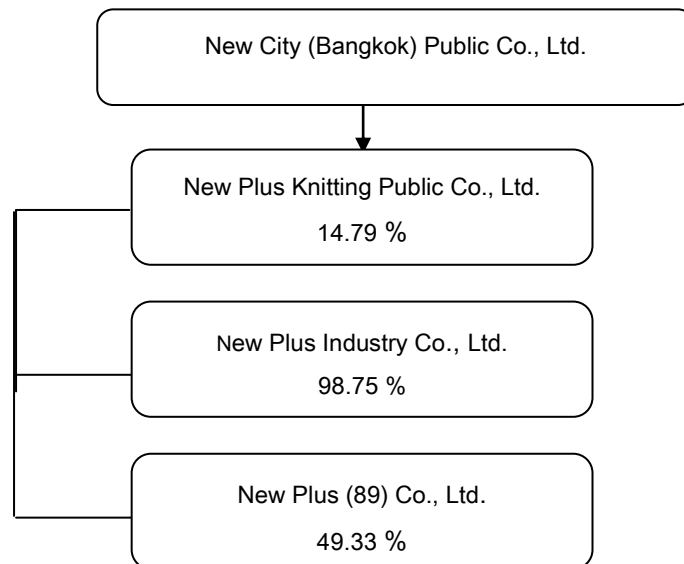 New City (Bangkok) Public Co., Ltd.
New Plus Knitting Public Co., Ltd.
14.79 %
New Plus Industry Co., Ltd.
98.75 %
New Plus (89) Co., Ltd.
49.33 %